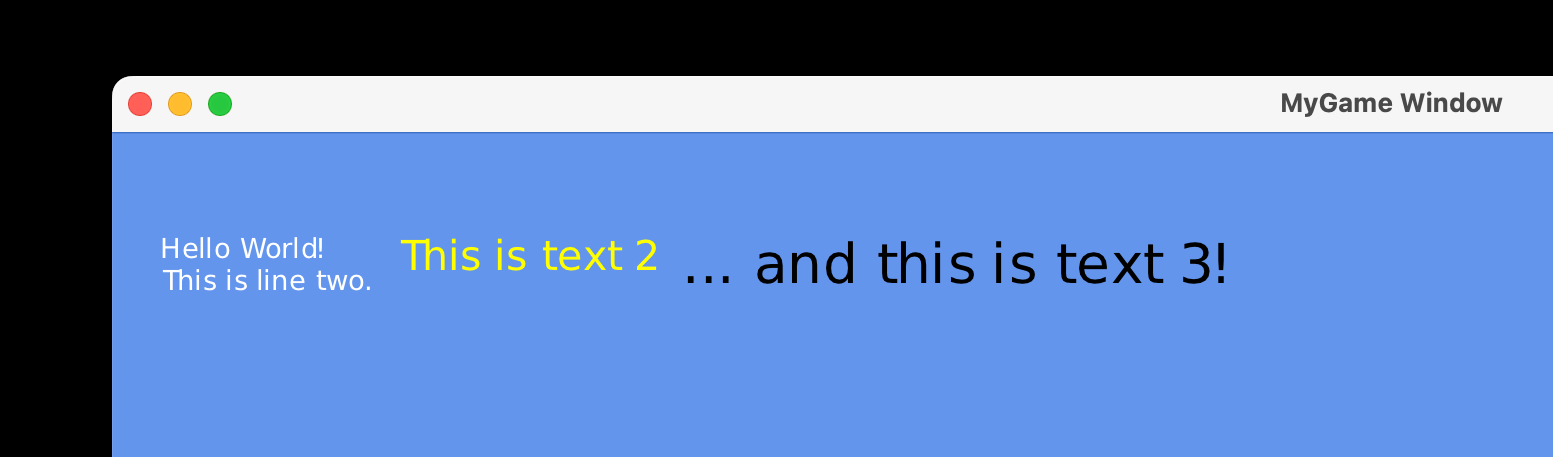 MyGame Window
Hello World!
This is line two.
This is text 2
... and this is text 3!